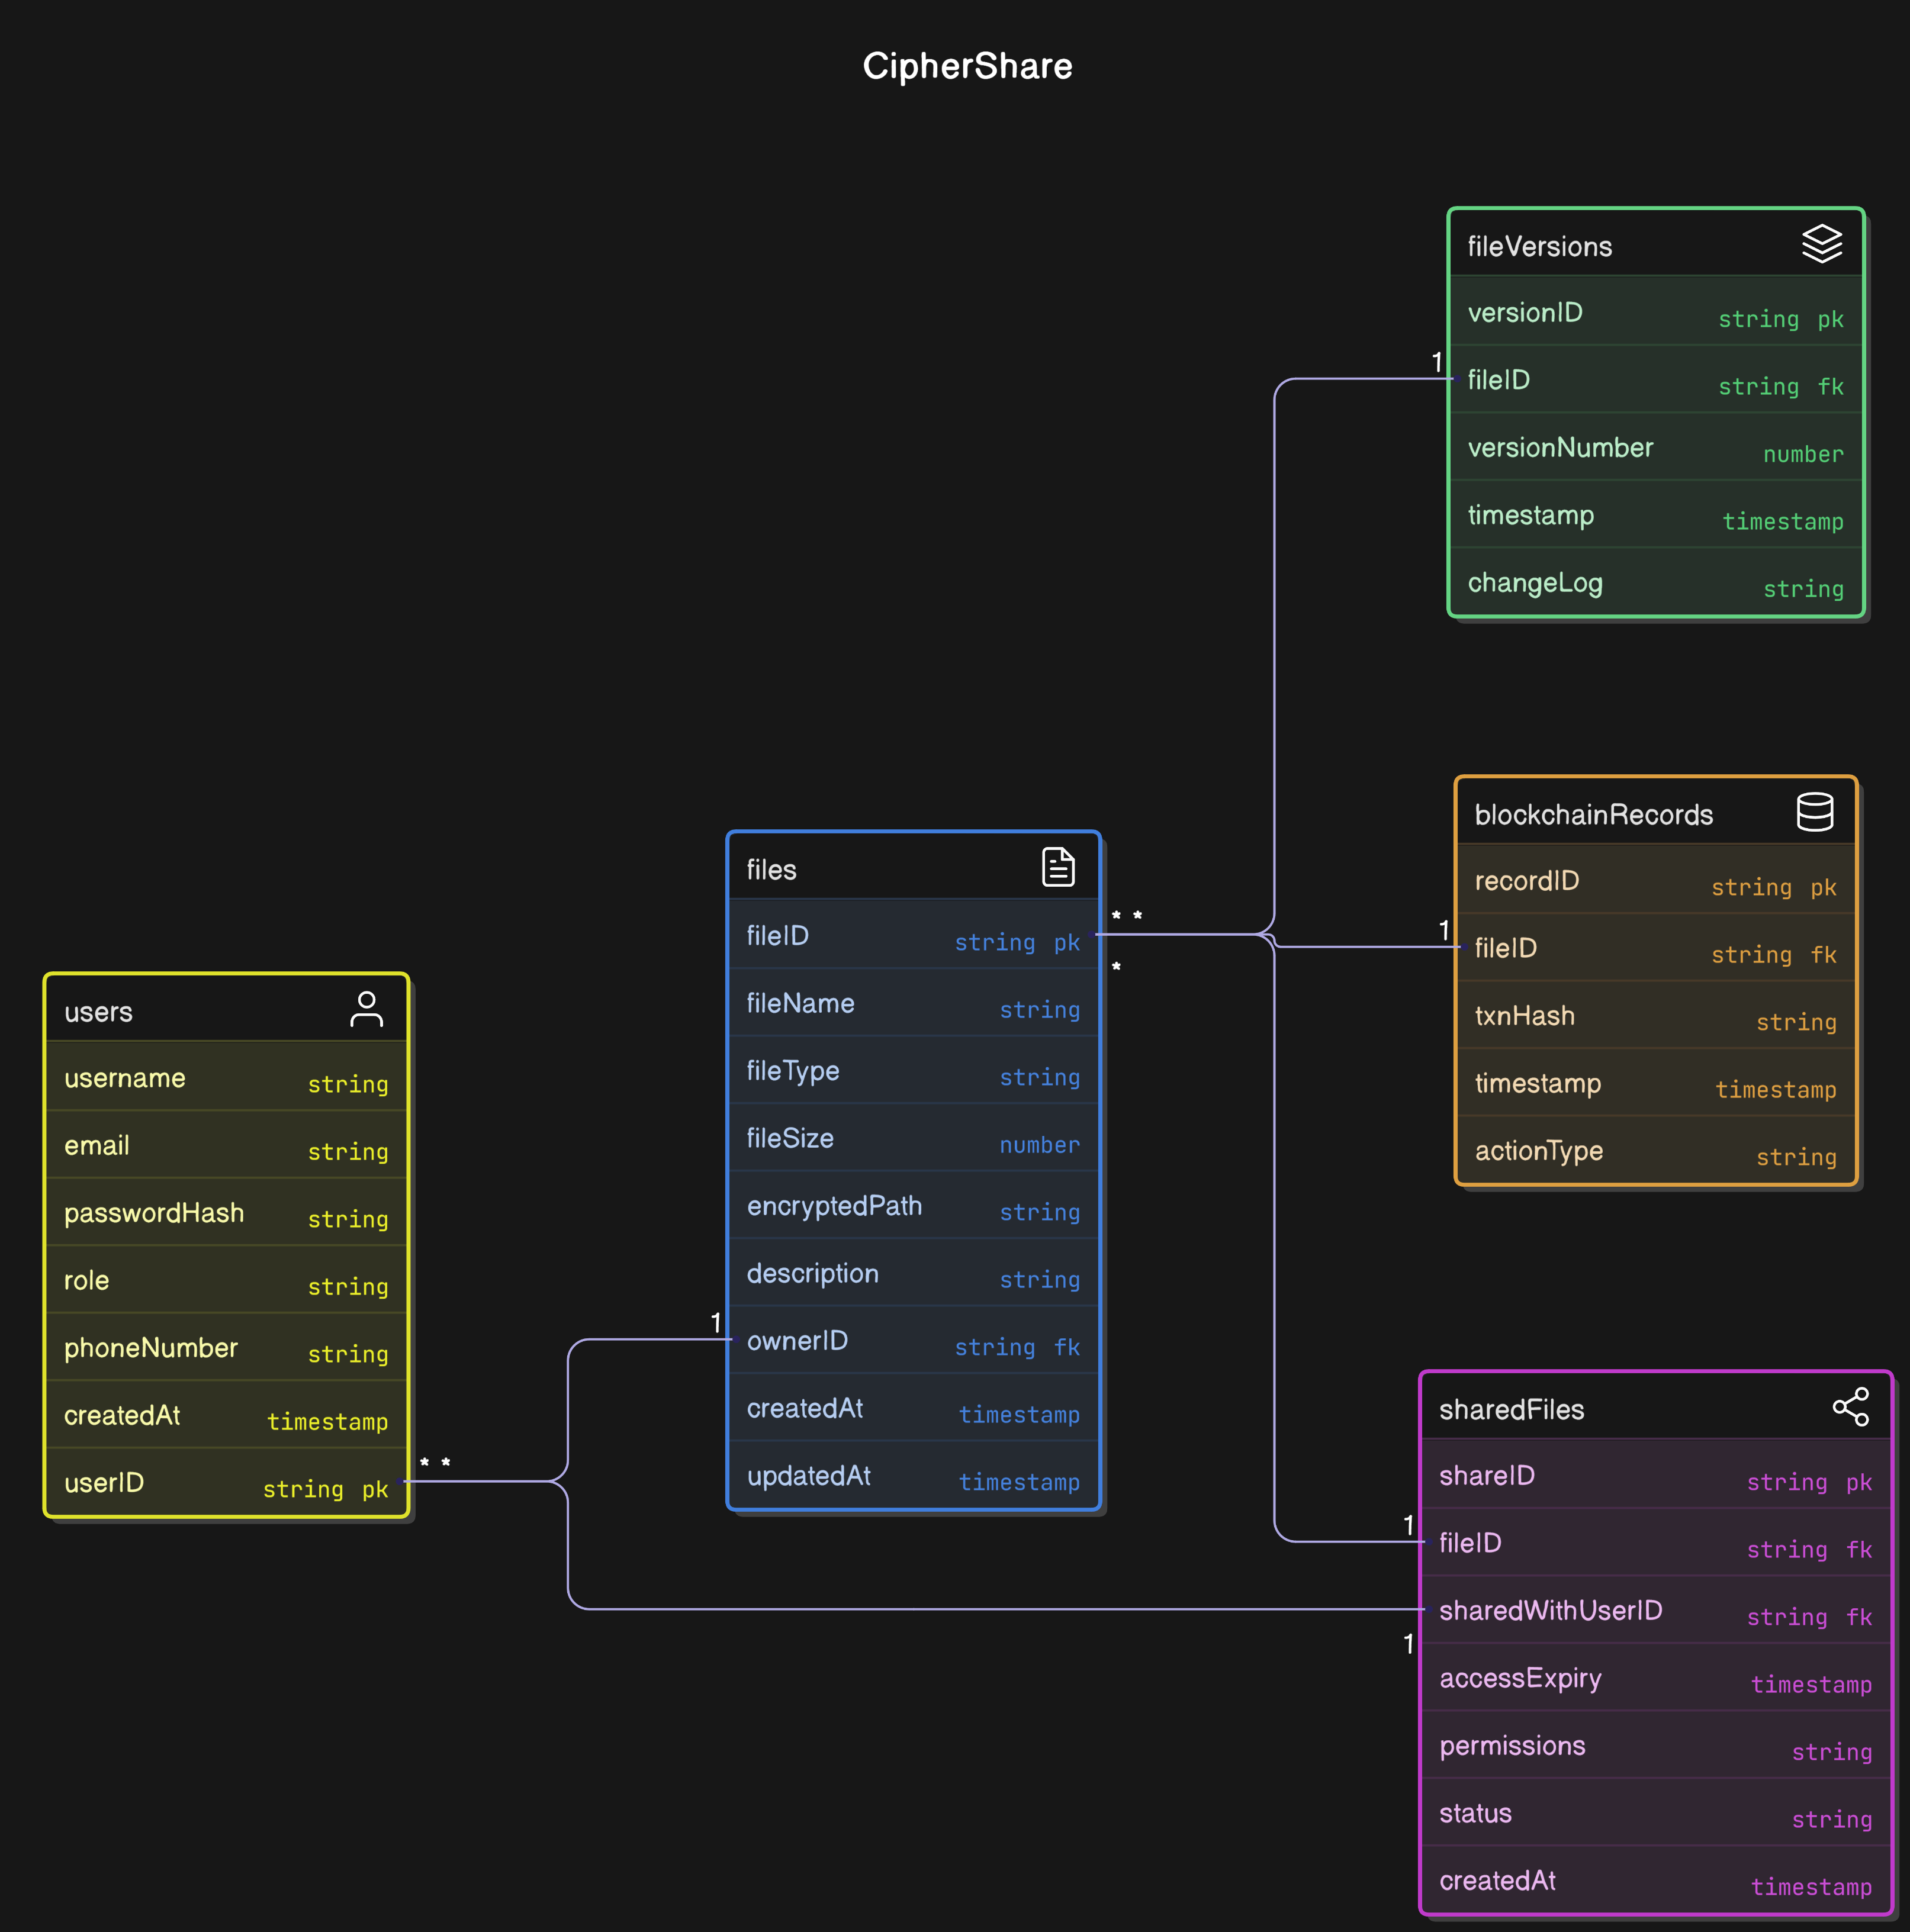 CipherShare
fileVersions
versionID string pk
1
fileID string fk
versionNumber number
timestamp timestamp
changeLog string
blockchainRecords
recordID string pk
1
fileID string fk
txnHash string
timestamp timestamp
actionType string
files
fileID string pk
* *
*
fileName string
fileType string
fileSize number
encryptedPath string
description string
1
ownerID string fk
createdAt timestamp
updatedAt timestamp
users
username string
email string
passwordHash string
role string
phoneNumber string
createdAt timestamp
userID string pk
* *
sharedFiles
shareID string pk
1
fileID string fk
sharedWithUserID string fk
1
accessExpiry timestamp
permissions string
status string
createdAt timestamp